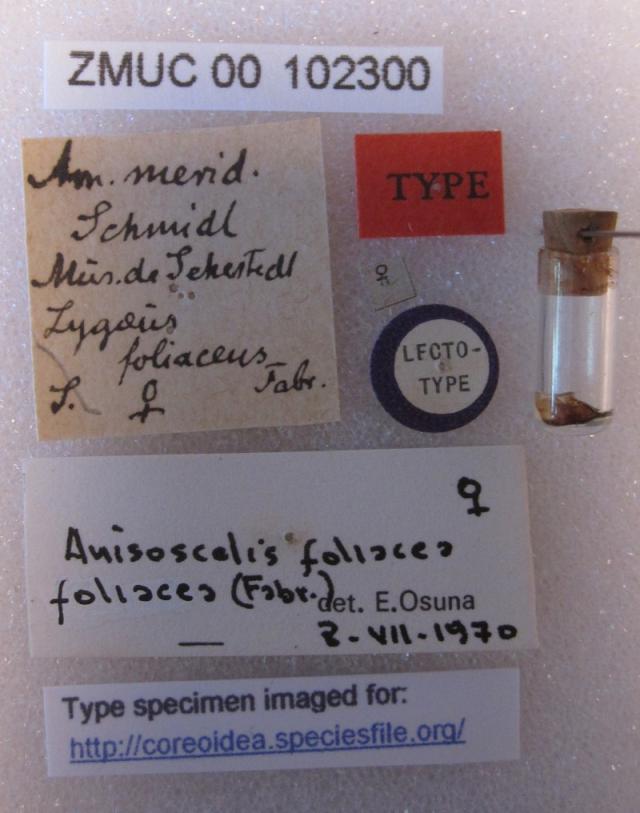 ZMUC 00 102300
Am. merid.
Schmidt
Mus. de Sehestedt
Lygœus
foliaceus
Fabr.
S. ♀
TYPE
♀
LECTO-
TYPE
♀
Anisoscelis foliacea
foliacea (Fabr.)
det. E.Osuna
2-VII-1970
Type specimen imaged for:
http://coreoidea.speciesfile.org/